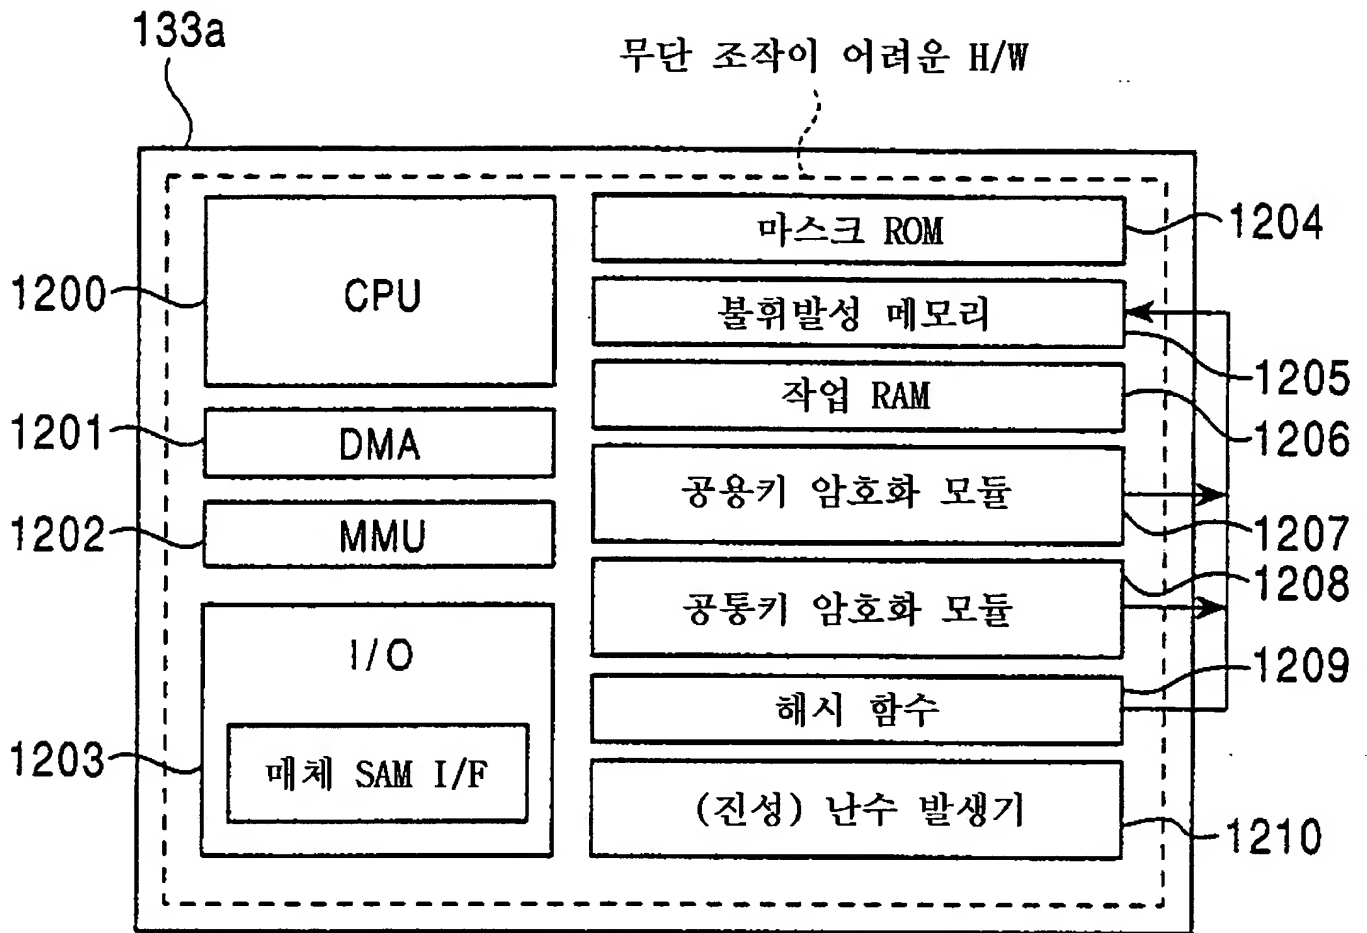 133a
무단 조작이 어려운 H/W
1200
CPU
1201
DMA
1202
MMU
I/O
1203
매체 SAM I/F
마스크 ROM
1204
불휘발성 메모리
1205
작업 RAM
1206
공용키 암호화 모듈
1207
공통키 암호화 모듈
1208
해시 함수
1209
(진성) 난수 발생기
1210